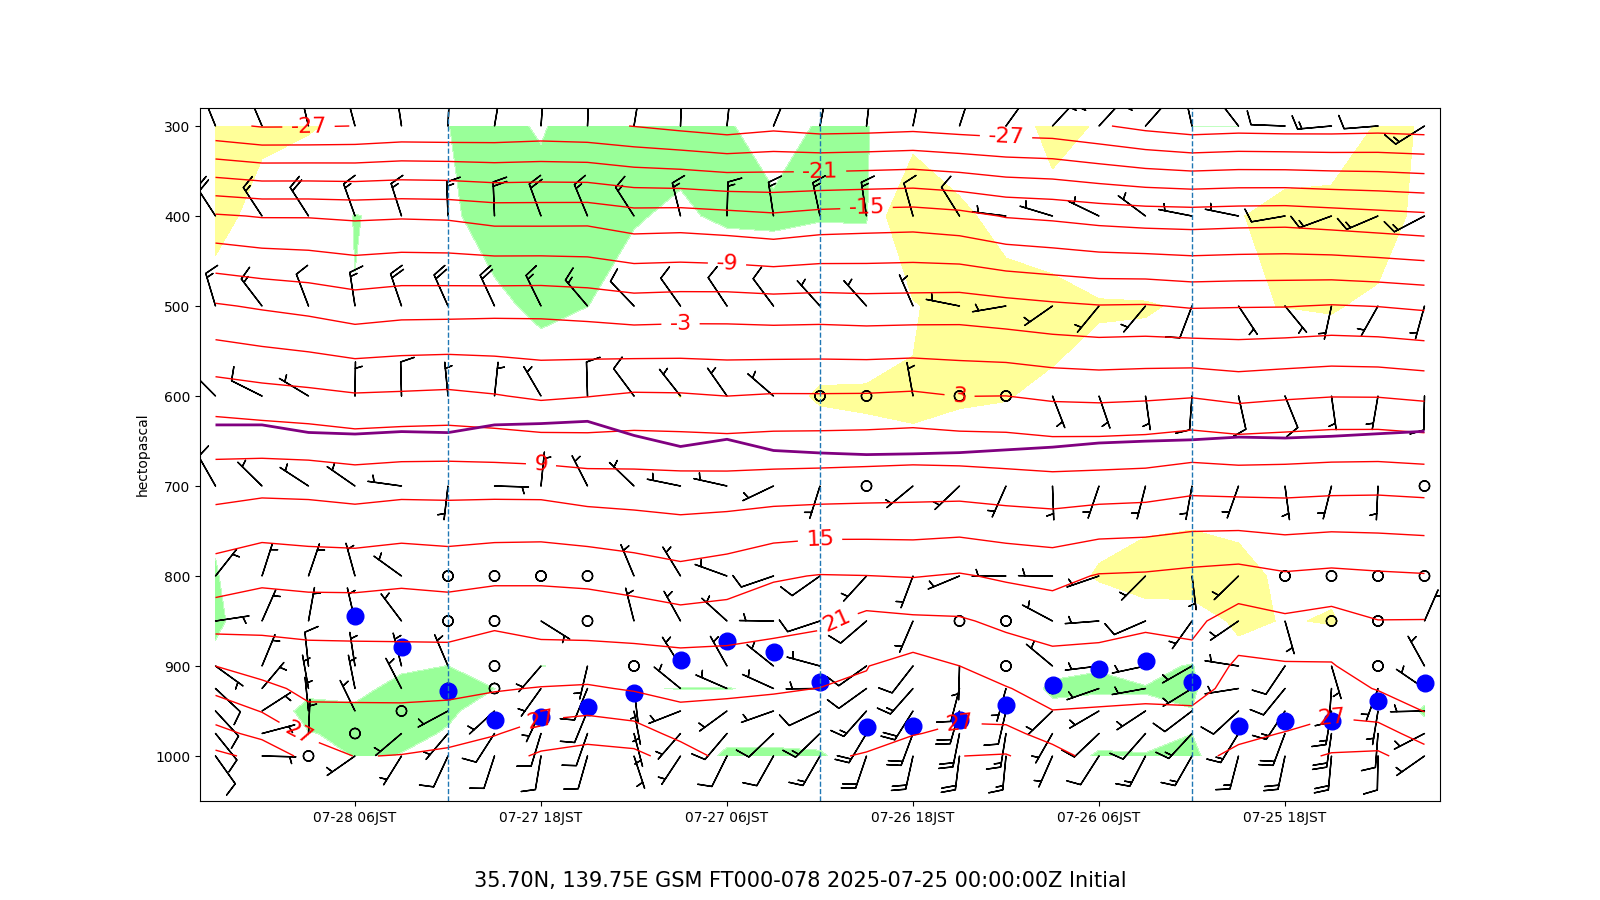 300
400
500
600
700
800
900
1000
hectopascal
-27
-27
-21
-15
-9
-3
3
9
15
21
27
27
27
27
07-28 06JST
07-27 18JST
07-27 06JST
07-26 18JST
07-26 06JST
07-25 18JST
35.70N, 139.75E GSM FT000-078 2025-07-25 00:00:00Z Initial